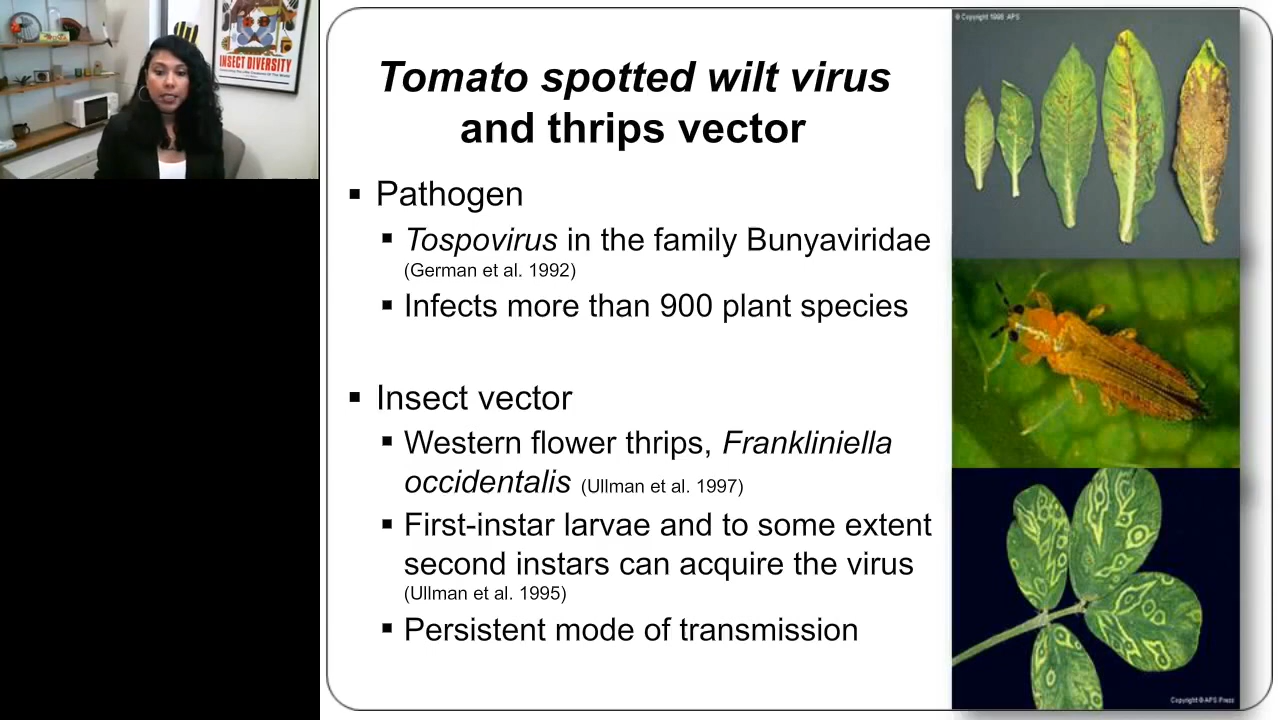 INSECT DIVERSITY
© Copyright 1998 APS
Tomato spotted wilt virus
and thrips vector
▪ Pathogen
▪ Tospovirus in the family Bunyaviridae
(German et al. 1992)
▪ Infects more than 900 plant species
▪ Insect vector
▪ Western flower thrips, Frankliniella
occidentalis (Ullman et al. 1997)
▪ First-instar larvae and to some extent
second instars can acquire the virus
(Ullman et al. 1995)
▪ Persistent mode of transmission
Copyright © APS Press